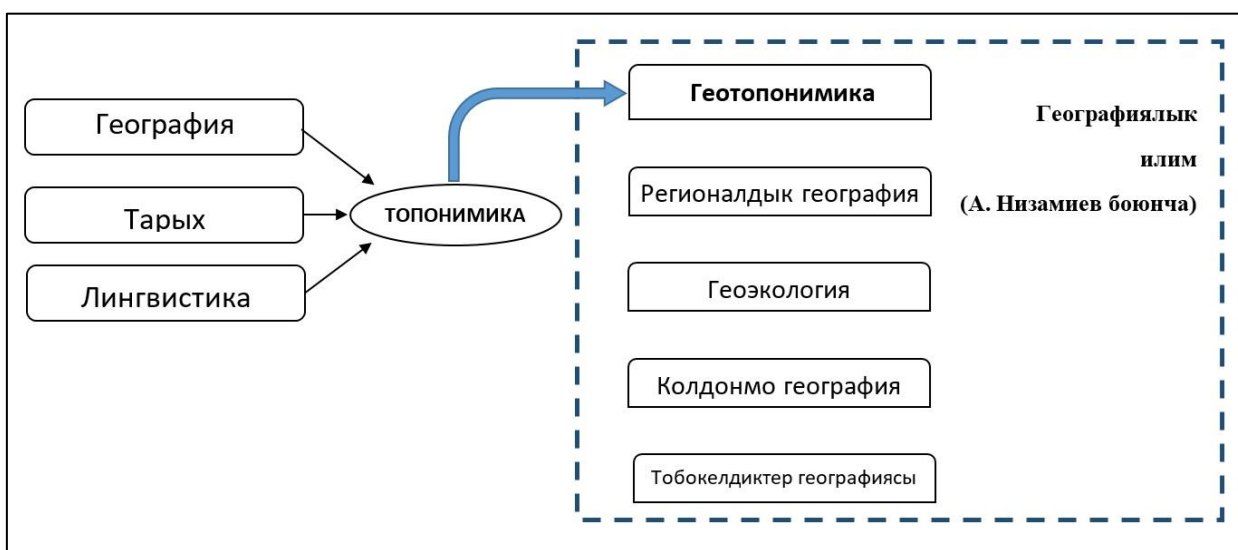 География
Тарых
Лингвистика
ТОПОНИМИКА
Геотопонимика
Регионалдык география
Геоэкология
Колдонмо география
Тобокелдиктер географиясы
Географиялык
илим
(А. Низамиев боюнча)